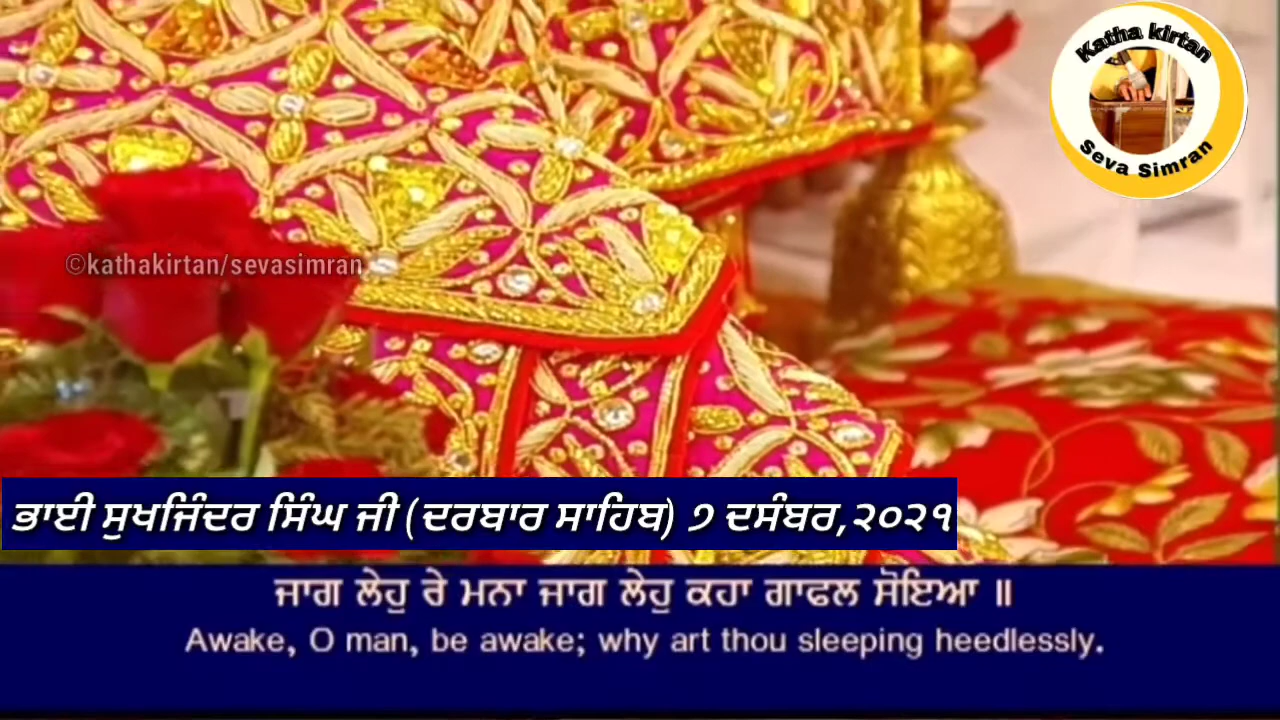 Katha kirtan
Seva Simran
©kathakirtan/sevasimran
ਭਾਈ ਸੁਖਜਿੰਦਰ ਸਿੰਘ ਜੀ (ਦਰਬਾਰ ਸਾਹਿਬ) ੭ ਦਸੰਬਰ,੨੦੨੧
ਜਾਗ ਲੇਹੁ ਰੇ ਮਨਾ ਜਾਗ ਲੇਹੁ ਕਹਾ ਗਾਫਲ ਸੋਇਆ ॥
Awake, O man, be awake; why art thou sleeping heedlessly.